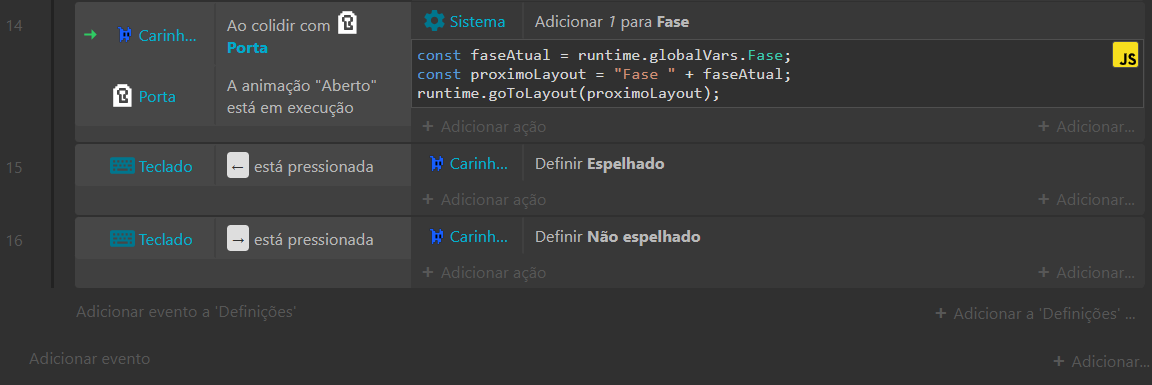 14
Carinh...
Ao colidir com
Porta
Sistema
Adicionar 1 para Fase
const faseAtual = runtime.globalVars.Fase;
const proximoLayout = "Fase " + faseAtual;
runtime.goToLayout(proximoLayout);
JS
Porta
A animação "Aberto"
está em execução
+ Adicionar ação
+ Adicionar...
15
Teclado
← está pressionada
Carinh...
Definir Espelhado
+ Adicionar ação
+ Adicionar...
16
Teclado
→ está pressionada
Carinh...
Definir Não espelhado
+ Adicionar ação
+ Adicionar...
Adicionar evento a 'Definições'
+ Adicionar a 'Definições' ...
Adicionar evento
+ Adicionar...